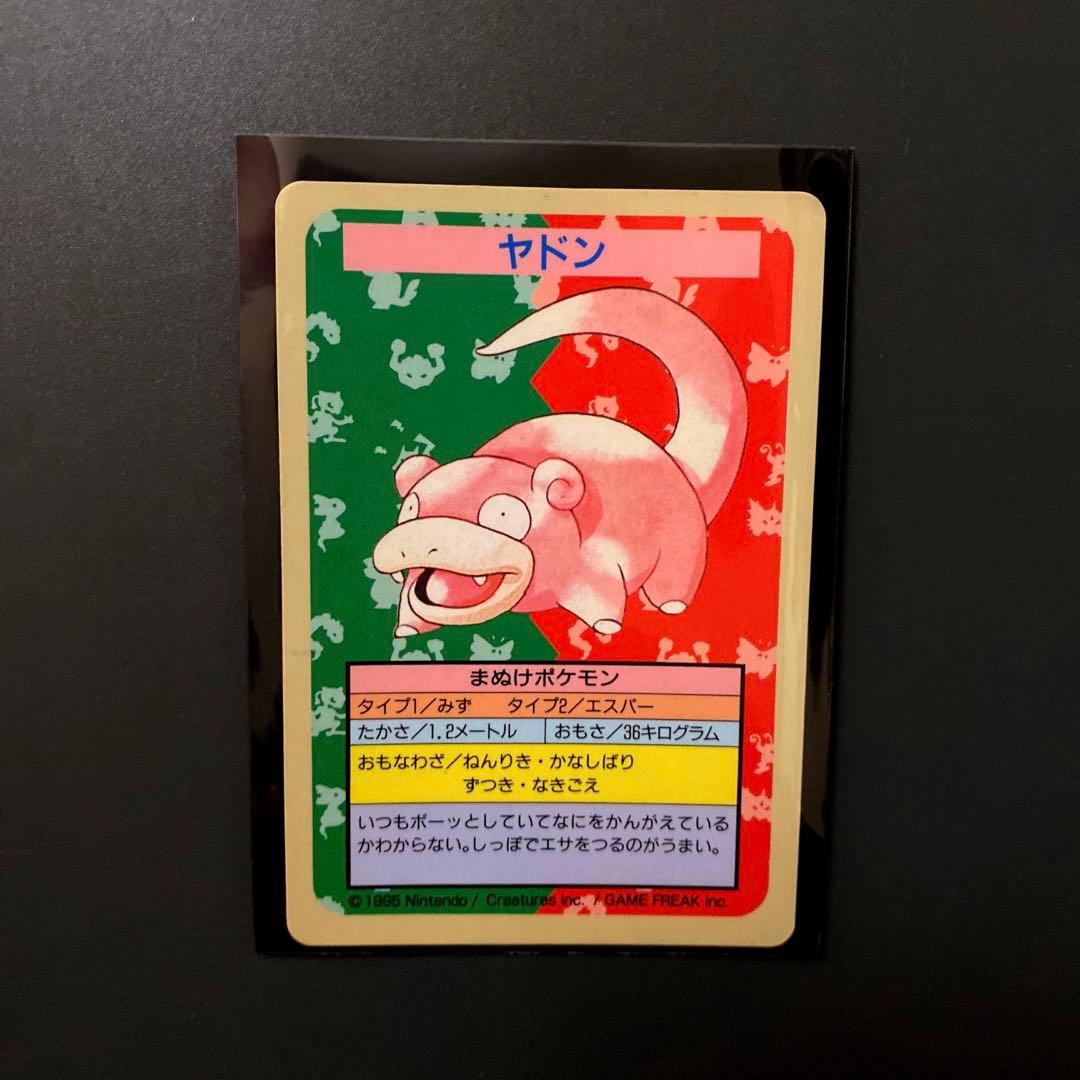 ヤドン
まぬけポケモン
タイプ1/みず　タイプ2/エスパー
たかさ/1.2メートル　おもさ/36キログラム
おもなわざ/ねんりき・かなしばり
ずつき・なきごえ
いつもボーッとしていてなにをかんがえている
かわからない。しっぽでエサをつるのがうまい。
©1995 Nintendo / Creatures inc. / GAME FREAK inc.